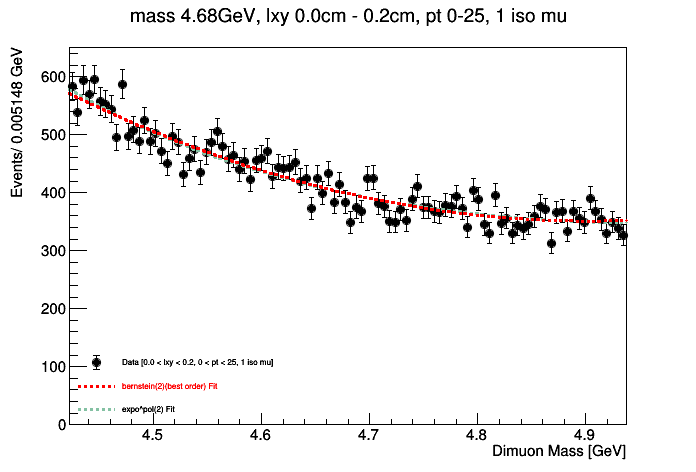 mass 4.68GeV, lxy 0.0cm - 0.2cm, pt 0-25, 1 iso mu
Events/ 0.005148 GeV
600
500
400
300
200
100
0
Data [0.0 < lxy < 0.2, 0 < pt < 25, 1 iso mu]
bernstein(2)(best order) Fit
expo*pol(2) Fit
4.5 4.6 4.7 4.8 4.9
Dimuon Mass [GeV]